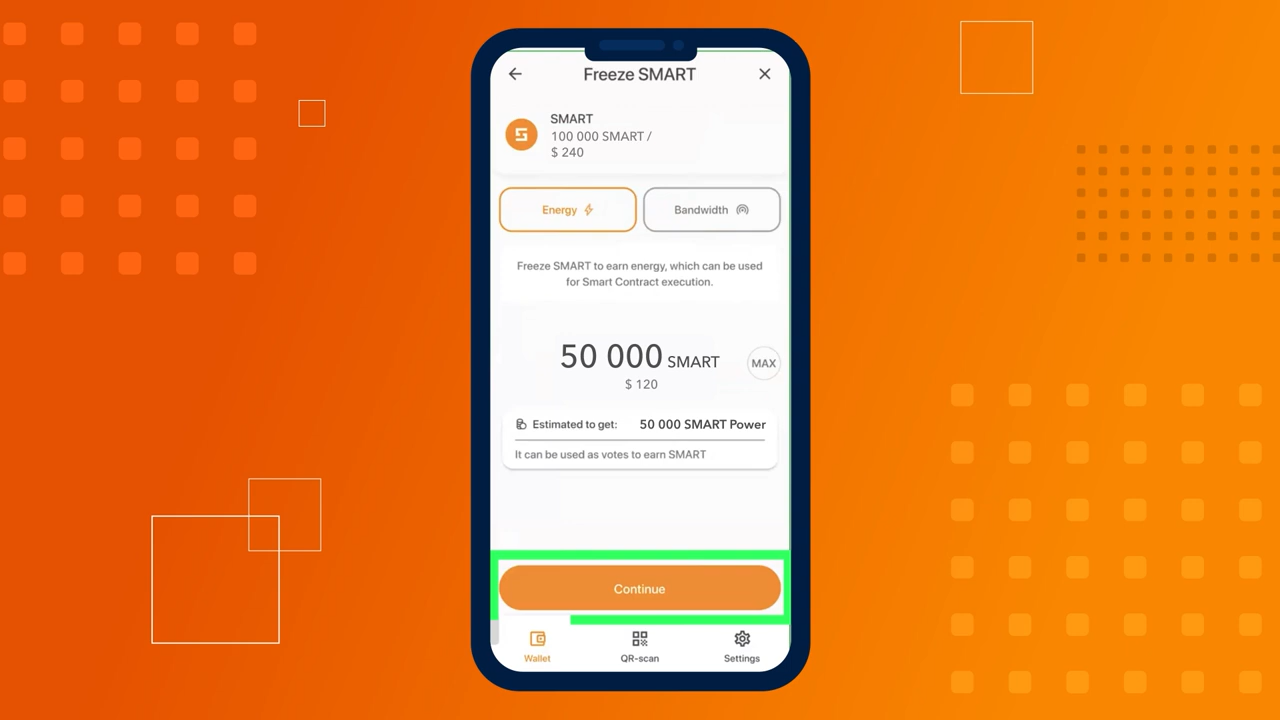 Freeze SMART
SMART
100 000 SMART /
$ 240
Energy
Bandwidth
Freeze SMART to earn energy, which can be used
for Smart Contract execution.
50 000 SMART
MAX
$ 120
Estimated to get: 50 000 SMART Power
It can be used as votes to earn SMART
Continue
Wallet
QR-scan
Settings